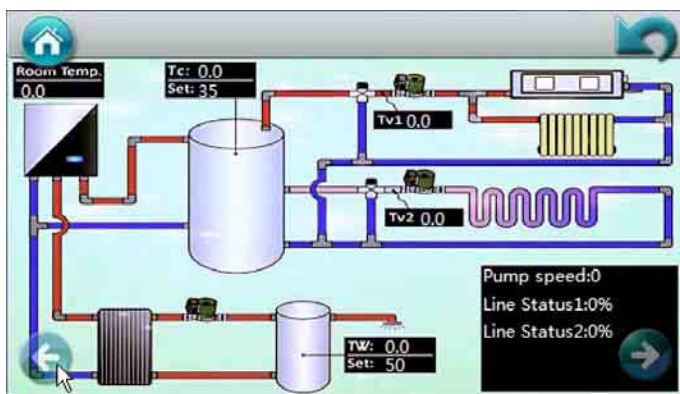 Room Temp.
0.0
Tc: 0.0
Set: 35
Tv1 0.0
Tv2 0.0
Pump speed:0
Line Status1:0%
Line Status2:0%
TW: 0.0
Set: 50